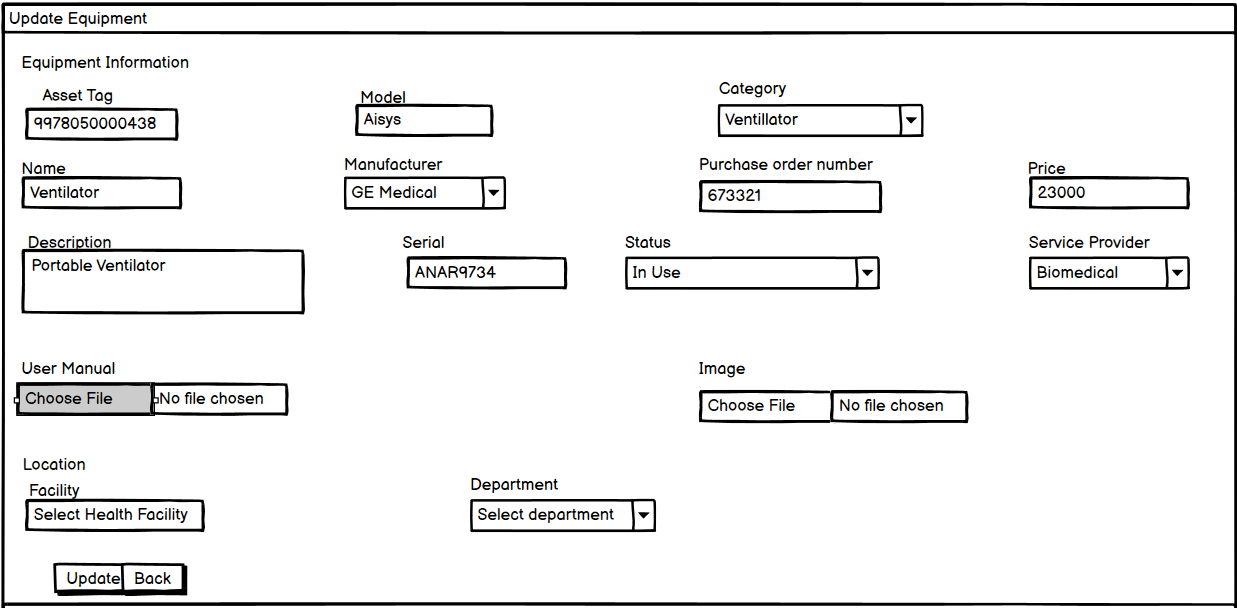 Update Equipment
Equipment Information
Asset Tag
9978050000438
Model
Aisys
Category
Ventillator
Name
Ventilator
Manufacturer
GE Medical
Purchase order number
673321
Price
23000
Description
Portable Ventilator
Serial
ANAR9734
Status
In Use
Service Provider
Biomedical
User Manual
Choose File No file chosen
Image
Choose File No file chosen
Location
Facility
Select Health Facility
Department
Select department
Update Back